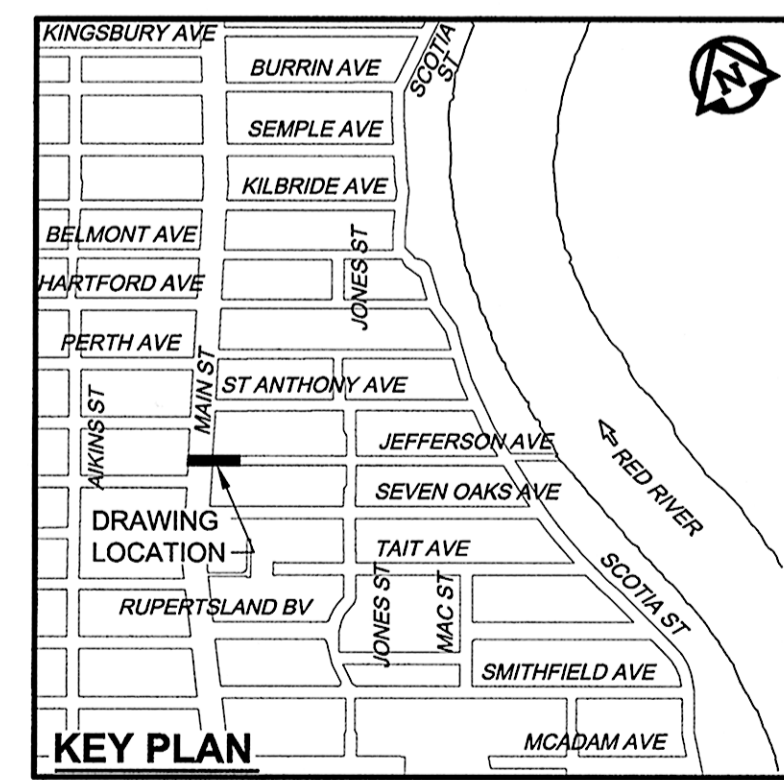 KINGSBURY AVE
BURRIN AVE
SCOTIA
ST
N
SEMPLE AVE
KILBRIDE AVE
BELMONT AVE
JONES ST
HARTFORD AVE
PERTH AVE
MAIN ST
ST ANTHONY AVE
AIKINS ST
JEFFERSON AVE
RED RIVER
SEVEN OAKS AVE
DRAWING
LOCATION
TAIT AVE
SCOTIA ST
RUPERTSLAND BV
JONES ST
MAC ST
SMITHFIELD AVE
KEY PLAN
MCADAM AVE